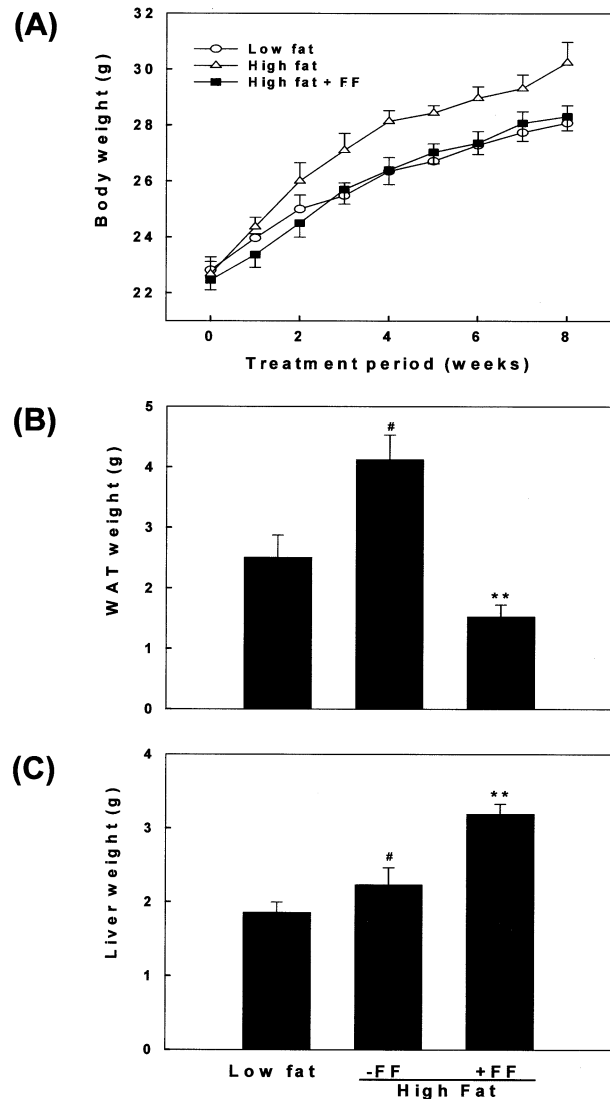 (A)
Low fat
High fat
High fat + FF
Body weight (g)
32
30
28
26
24
22
0 2 4 6 8
Treatment period (weeks)
(B)
WAT weight (g)
5
4
3
2
1
0
#
**
(C)
Liver weight (g)
4
3
2
1
0
#
**
Low fat -FF +FF
High Fat